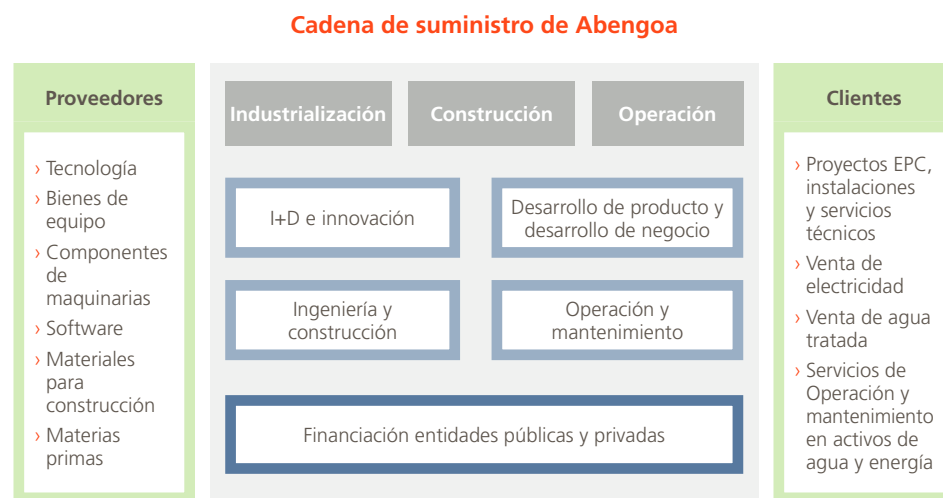 Cadena de suministro de Abengoa
Proveedores
› Tecnología
› Bienes de
equipo
› Componentes
de
maquinarias
› Software
› Materiales
para
construcción
› Materias
primas
Industrialización
Construcción
Operación
I+D e innovación
Desarrollo de producto y
desarrollo de negocio
Ingeniería y
construcción
Operación y
mantenimiento
Financiación entidades públicas y privadas
Clientes
› Proyectos EPC,
instalaciones
y servicios
técnicos
› Venta de
electricidad
› Venta de agua
tratada
› Servicios de
Operación y
mantenimiento
en activos de
agua y energía